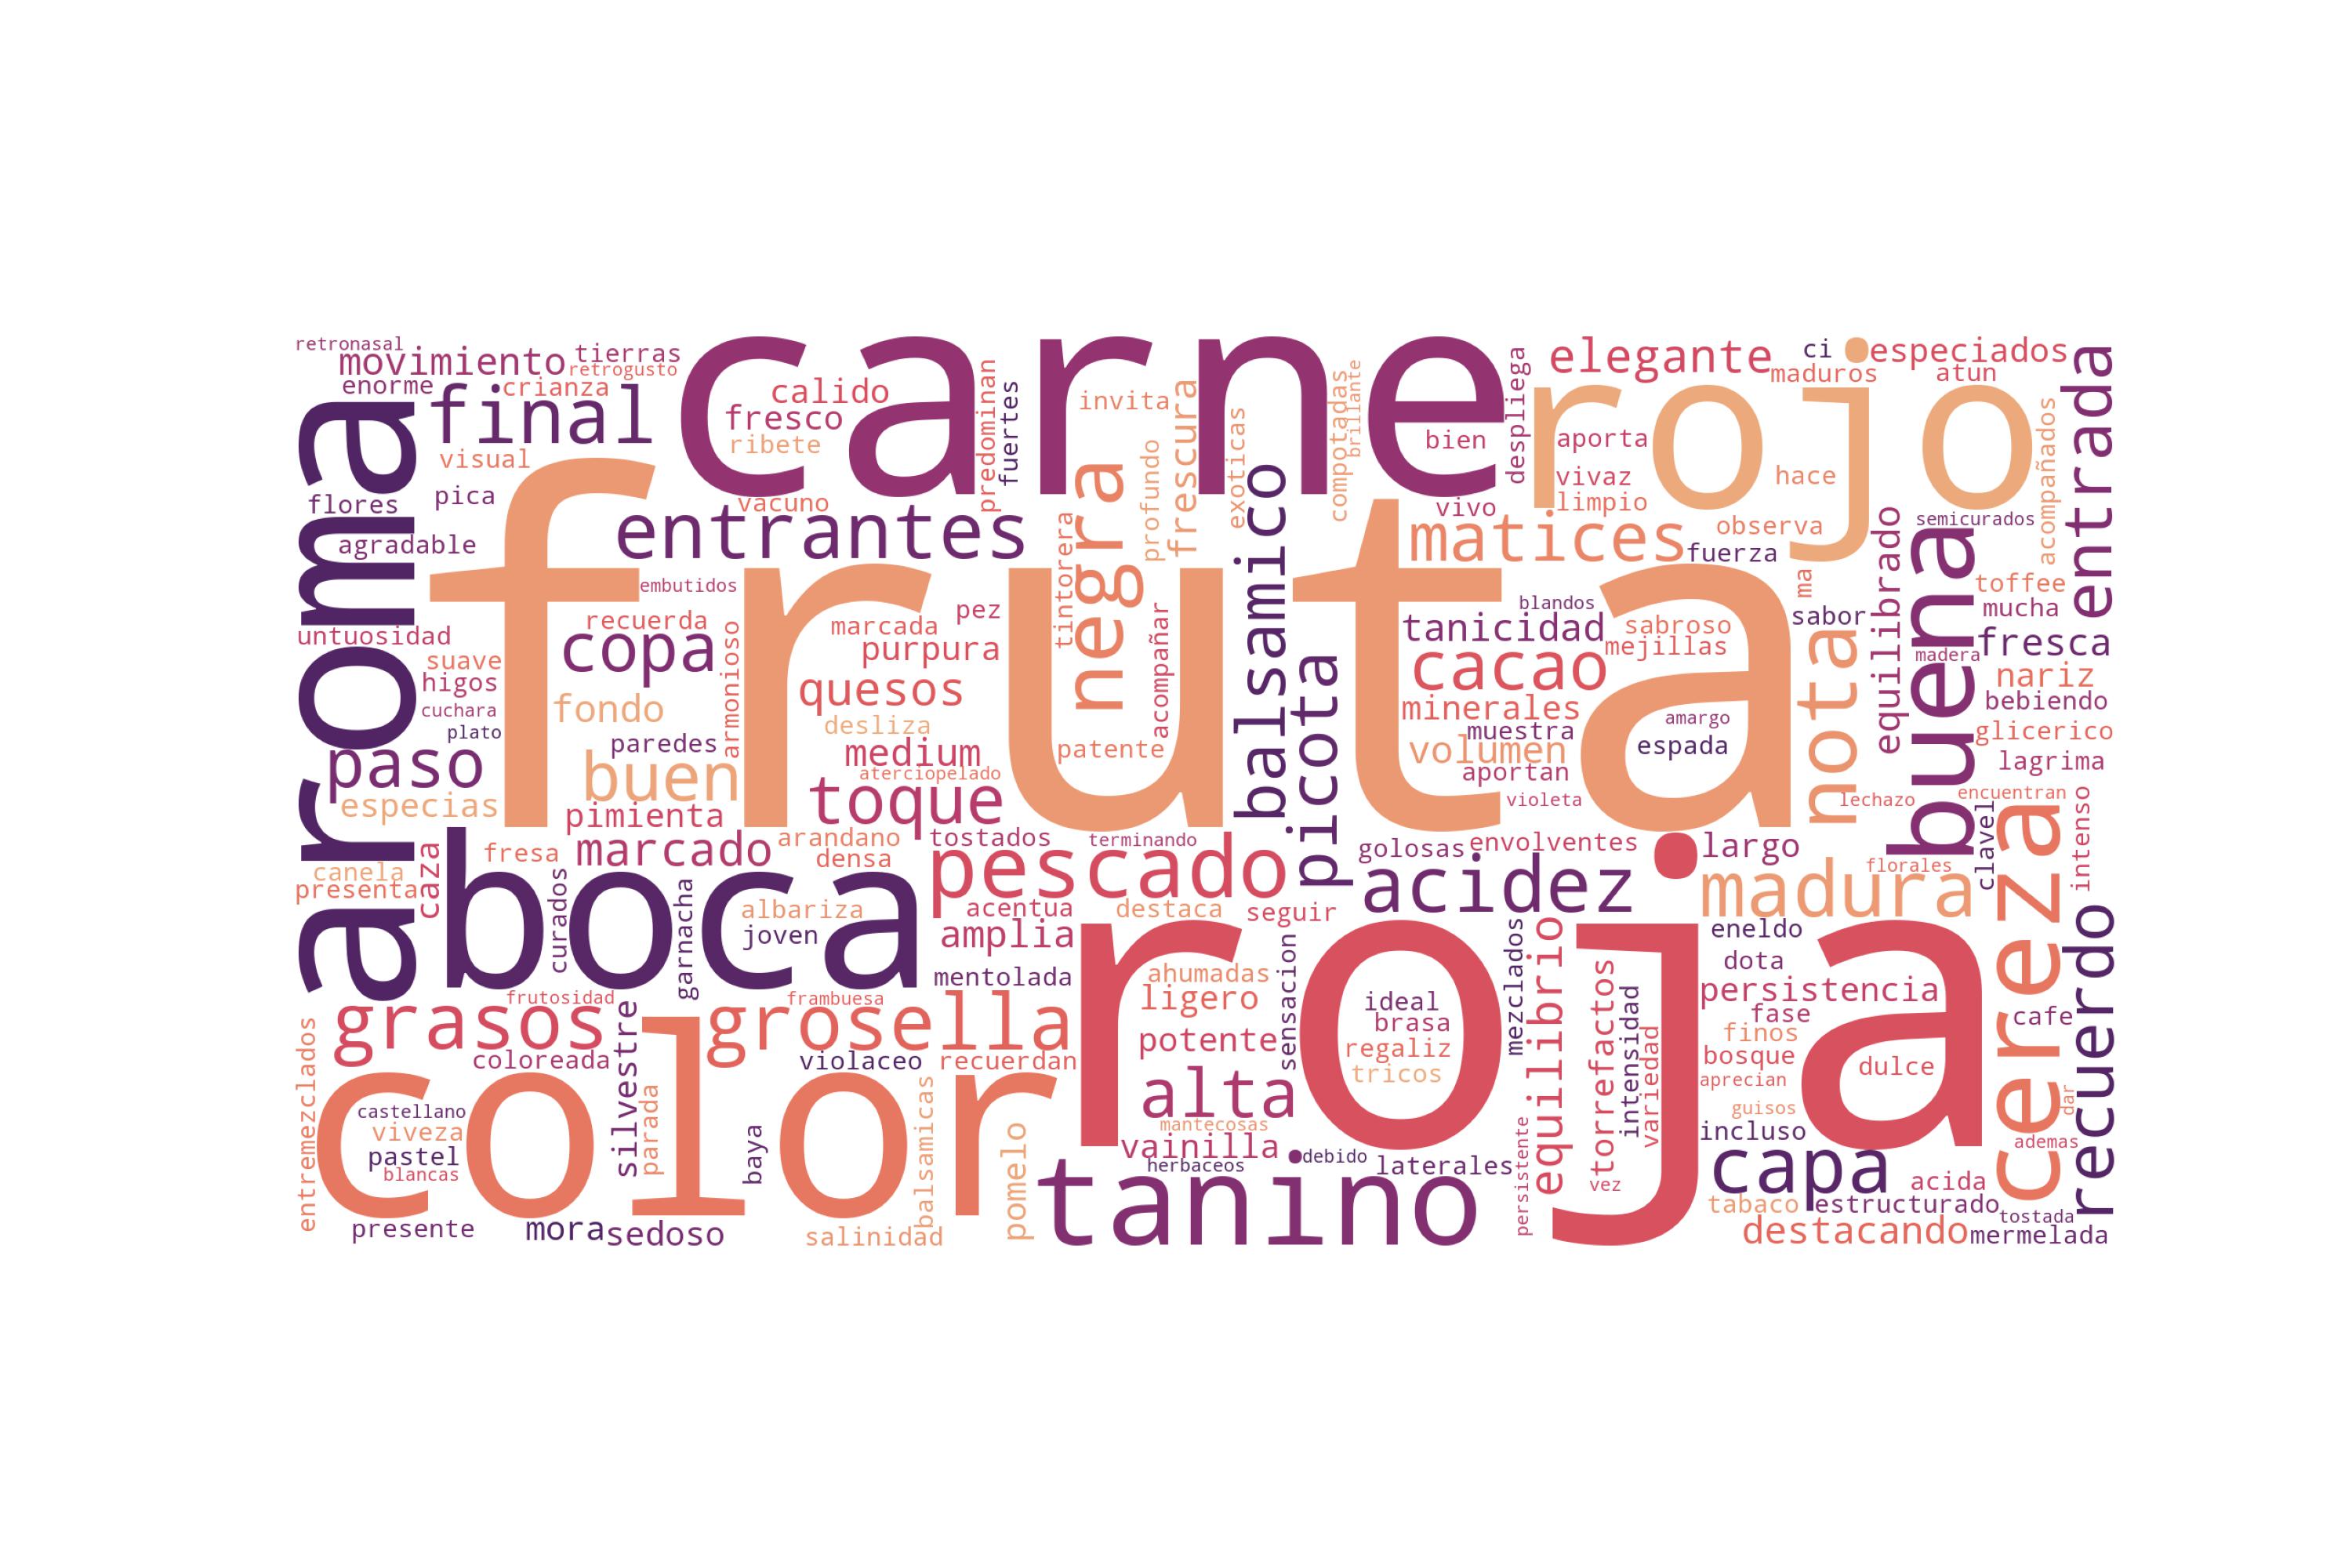 retronasal
movimiento
tierras
retrogusto
enorme
crianza
carne
calido
fresco
ribete
final
visual
flores
pica
agradable
aroma
predominan
fuertes
invita
profundo
frescura
exoticas
compotadas
brillante
bien
vivo
despliega
elegante
ci
especiados
maduros
atun
rojo
aporta
vivaz
limpio
hace
observa
acompañados
entrada
vacuno
entrantes
embutidos
negra
tintorera
balsamico
matices
fuerza
semicurados
equilibrado
buena
toffee
mucha
ma
sabor
fresca
madera
nariz
bebiendo
glicerico
lagrima
fruta
untuosidad
suave
higos
cuchara
plato
recuerda
copa
fondo
paredes
armonioso
marcada
purpura
pez
quesos
desliza
medium
aterciopelado
patente
acompañar
picota
blandos
tanicidad
sabroso
mejillas
cacao
minerales
muestra
volumen
aportan
violeta
amargo
espada
nota
lechazo
encuentran
paso
especias
buen
pimienta
toque
arandano
densa
tostados
terminando
pescado
golosas
envolventes
largo
acidez
madura
florales
clavel
intenso
cereza
recuerdo
canela
presenta
caza
fresa
marcado
curados
boca
garnacha
albariza
joven
acentua
amplia
destaca
seguir
mentolada
roja
eneldo
dota
persistencia
fase
finos
cafe
bosque
aprecian
dulce
guisos
incluso
dar
ademas
grasos
frutosidad
grosella
frambuesa
ahumadas
ligero
potente
sensacion
ideal
brasa
regaliz
tricos
mezclados
equilibrio
torrefactos
intensidad
variedad
vez
coloreada
silvestre
violaceo
recuerdan
entremezclados
color
castellano
viveza
pastel
blancas
parada
baya
balsamicas
pomelo
alta
mantecosas
vainilla
herbaceos
debido
laterales
persistente
tanino
capa
acida
tabaco
estructurado
tostada
destacando
mermelada
presente
mora
sedoso
salinidad